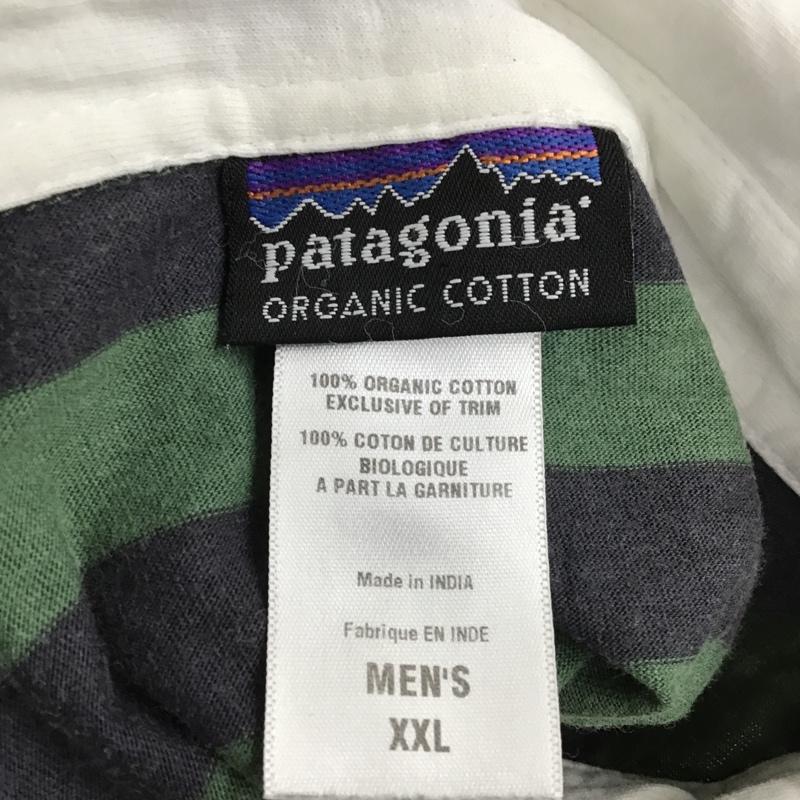 patagonia
ORGANIC COTTON
100% ORGANIC COTTON
EXCLUSIVE OF TRIM
100% COTON DE CULTURE
BIOLOGIQUE
A PART LA GARNITURE
Made in INDIA
Fabrique EN INDE
MEN'S
XXL